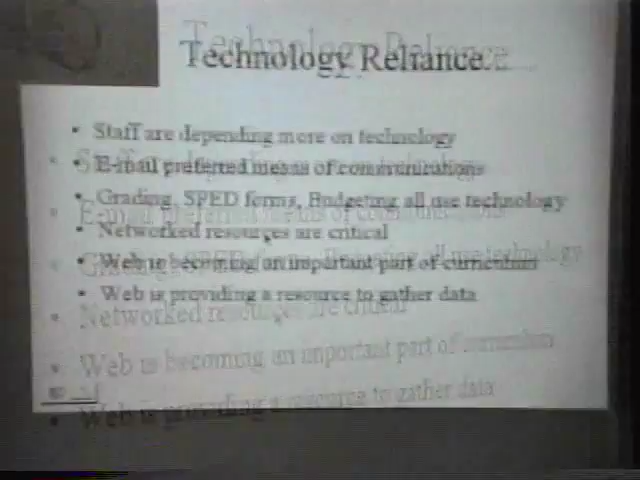 Technology Reliance
• Staff are depending more on technology
• E-mail preferred means of communications
• Grading, SPED forms, Budgeting all use technology
• Networked resources are critical
• Web is becoming an important part of curriculum
• Web is providing a resource to gather data